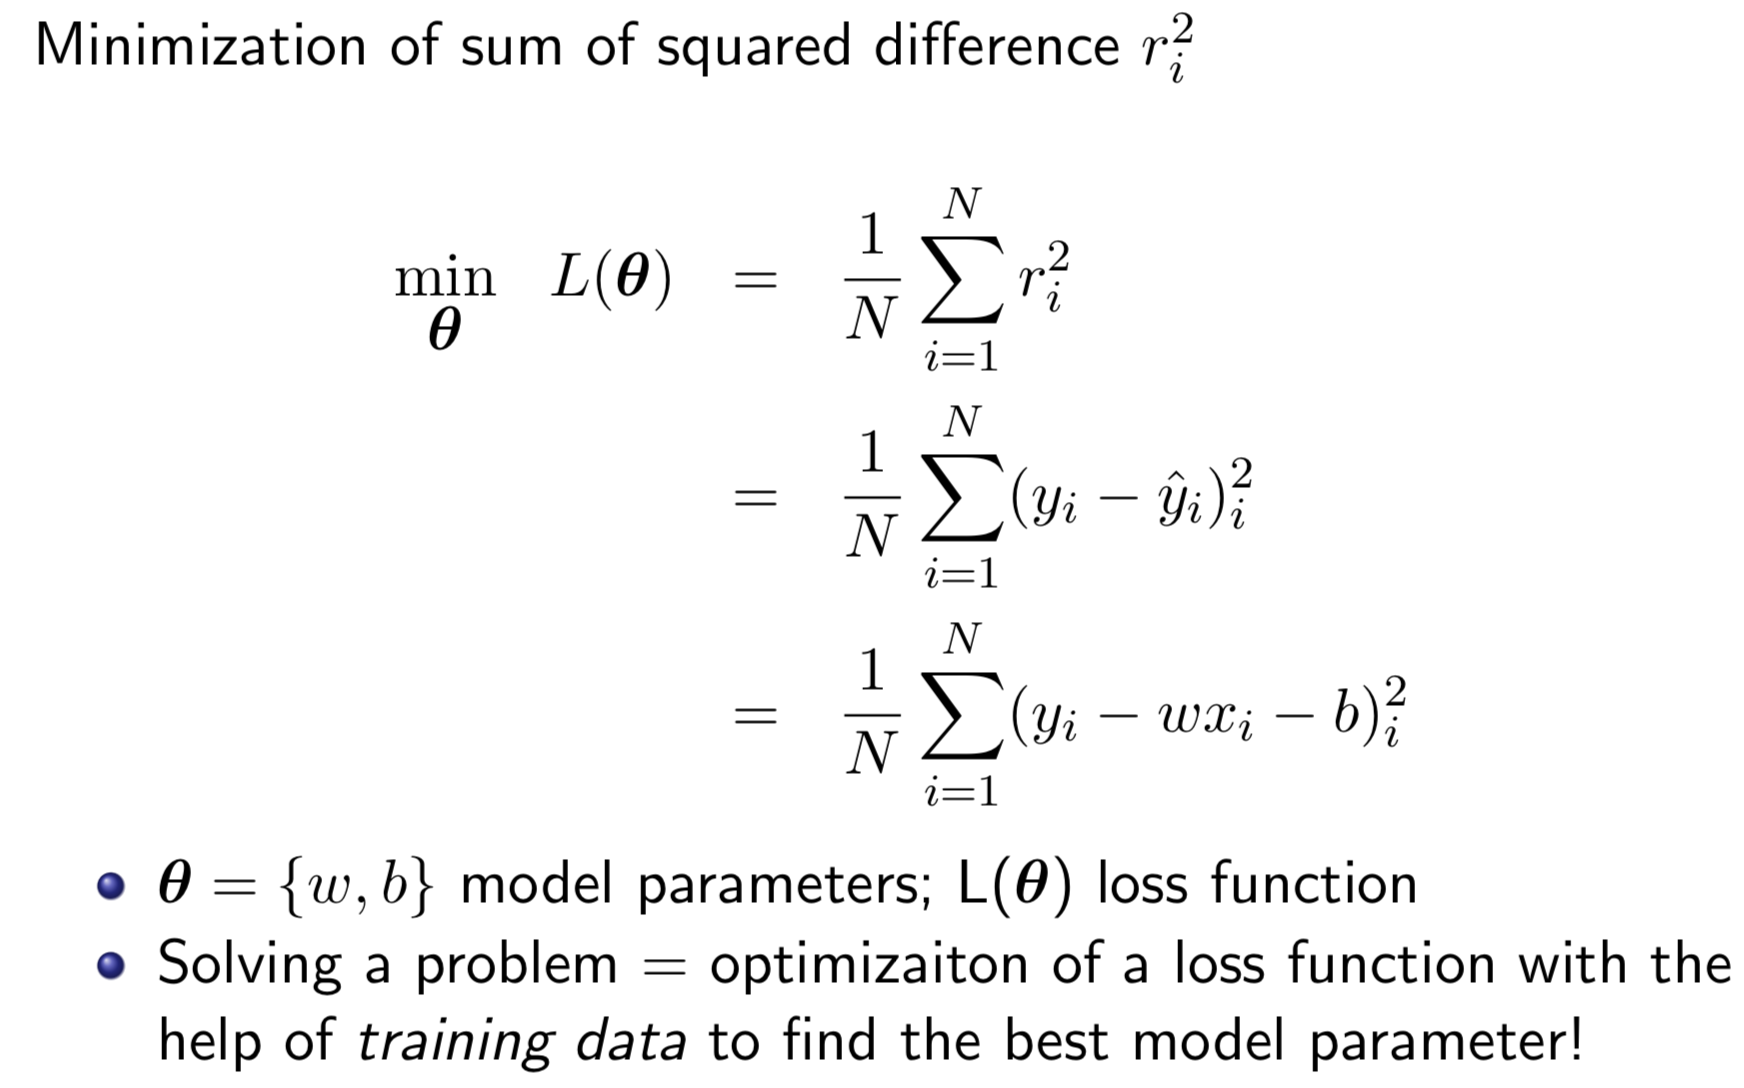 Minimization of sum of squared difference $r_i^2$
$\min_{\boldsymbol{\theta}} \; L(\boldsymbol{\theta}) = \frac{1}{N} \sum_{i=1}^{N} r_i^2$
$= \frac{1}{N} \sum_{i=1}^{N} (y_i - \hat{y}_i)_i^2$
$= \frac{1}{N} \sum_{i=1}^{N} (y_i - wx_i - b)_i^2$
• $\boldsymbol{\theta} = \{w, b\}$ model parameters; L($\boldsymbol{\theta}$) loss function
• Solving a problem = optimizaiton of a loss function with the
help of training data to find the best model parameter!